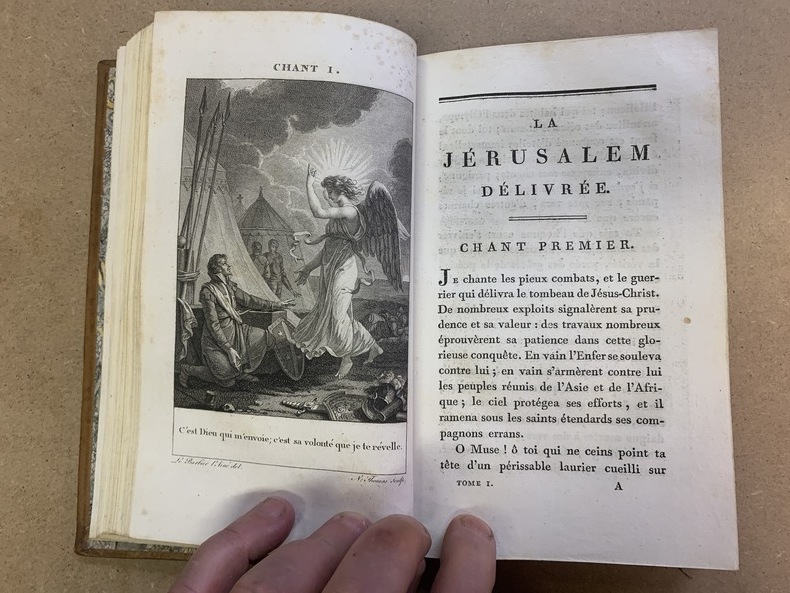 CHANT I.
C'est Dieu qui m'envoie; c'est sa volonté que je te révelle.
Le Barbier l'Ainé del.
N. Thomas Sculp.
LA
JÉRUSALEM
DÉLIVRÉE.
CHANT PREMIER.
JE chante les pieux combats, et le guer-
rier qui délivra le tombeau de Jésus-Christ.
De nombreux exploits signalèrent sa pru-
dence et sa valeur : des travaux nombreux
éprouvèrent sa patience dans cette glo-
rieuse conquête. En vain l'Enfer se souleva
contre lui ; en vain s'armèrent contre lui
les peuples réunis de l'Asie et de l'Afri-
que ; le ciel protégea ses efforts, et il
ramena sous les saints étendards ses com-
pagnons errans.
O Muse ! ô toi qui ne ceins point ta
tête d'un périssable laurier cueilli sur
TOME I. A